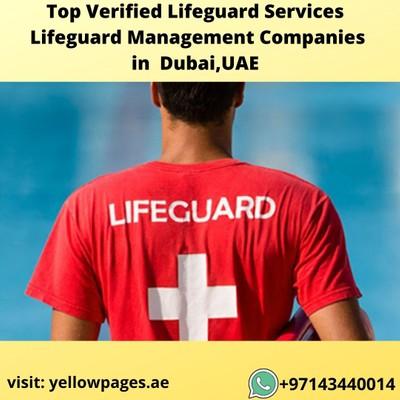 Top Verified Lifeguard Services
Lifeguard Management Companies
in Dubai,UAE
LIFEGUARD
visit: yellowpages.ae
+97143440014